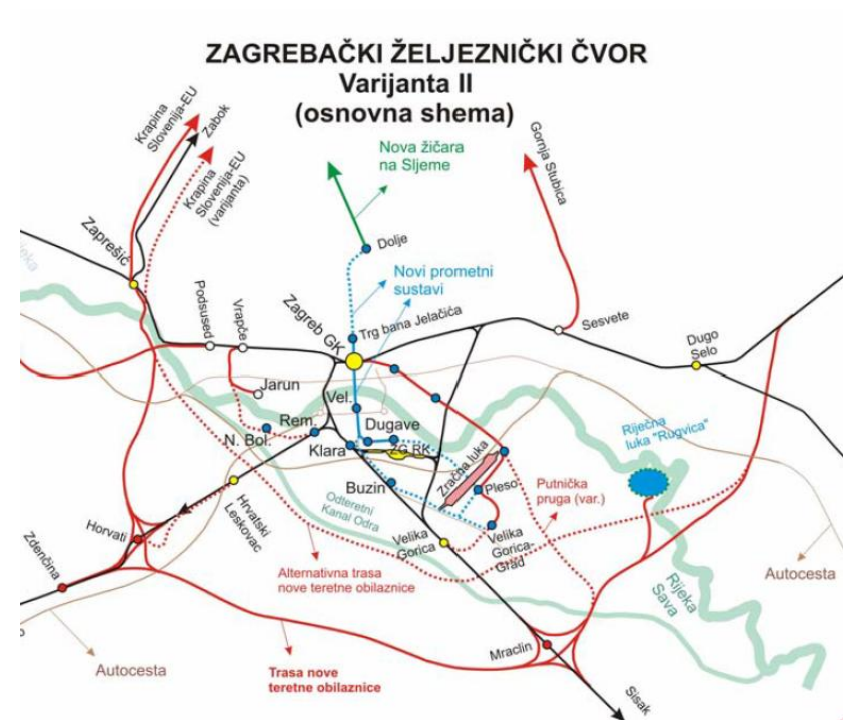 ZAGREBAČKI ŽELJEZNIČKI ČVOR
Varijanta II
(osnovna shema)
Krapina
Slovenija-EU
Zabok
Krapina
Slovenija-EU
(varijanta)
Nova žičara
na Sljeme
Gornja Stubica
Dolje
Zaprešić
Novi prometni
sustavi
Rijeka
Podsused
Vrapče
Zagreb GK
Trg bana Jelačića
Sesvete
Dugo
Selo
Jarun
Vel.
Rem.
Dugave
N. Bol.
Klara
ZG RK
Riječna
luka "Rugvica"
Zračna luka
Buzin
Pleso
Putnička
pruga (var.)
Hrvatski
Leskovac
Odteretni
Kanal Odra
Horvati
Velika
Gorica
Velika
Gorica-
Grad
Zdenčina
Alternativna trasa
nove teretne obilaznice
Autocesta
Rijeka
Sava
Mraclin
Autocesta
Trasa nove
teretne obilaznice
Sisak